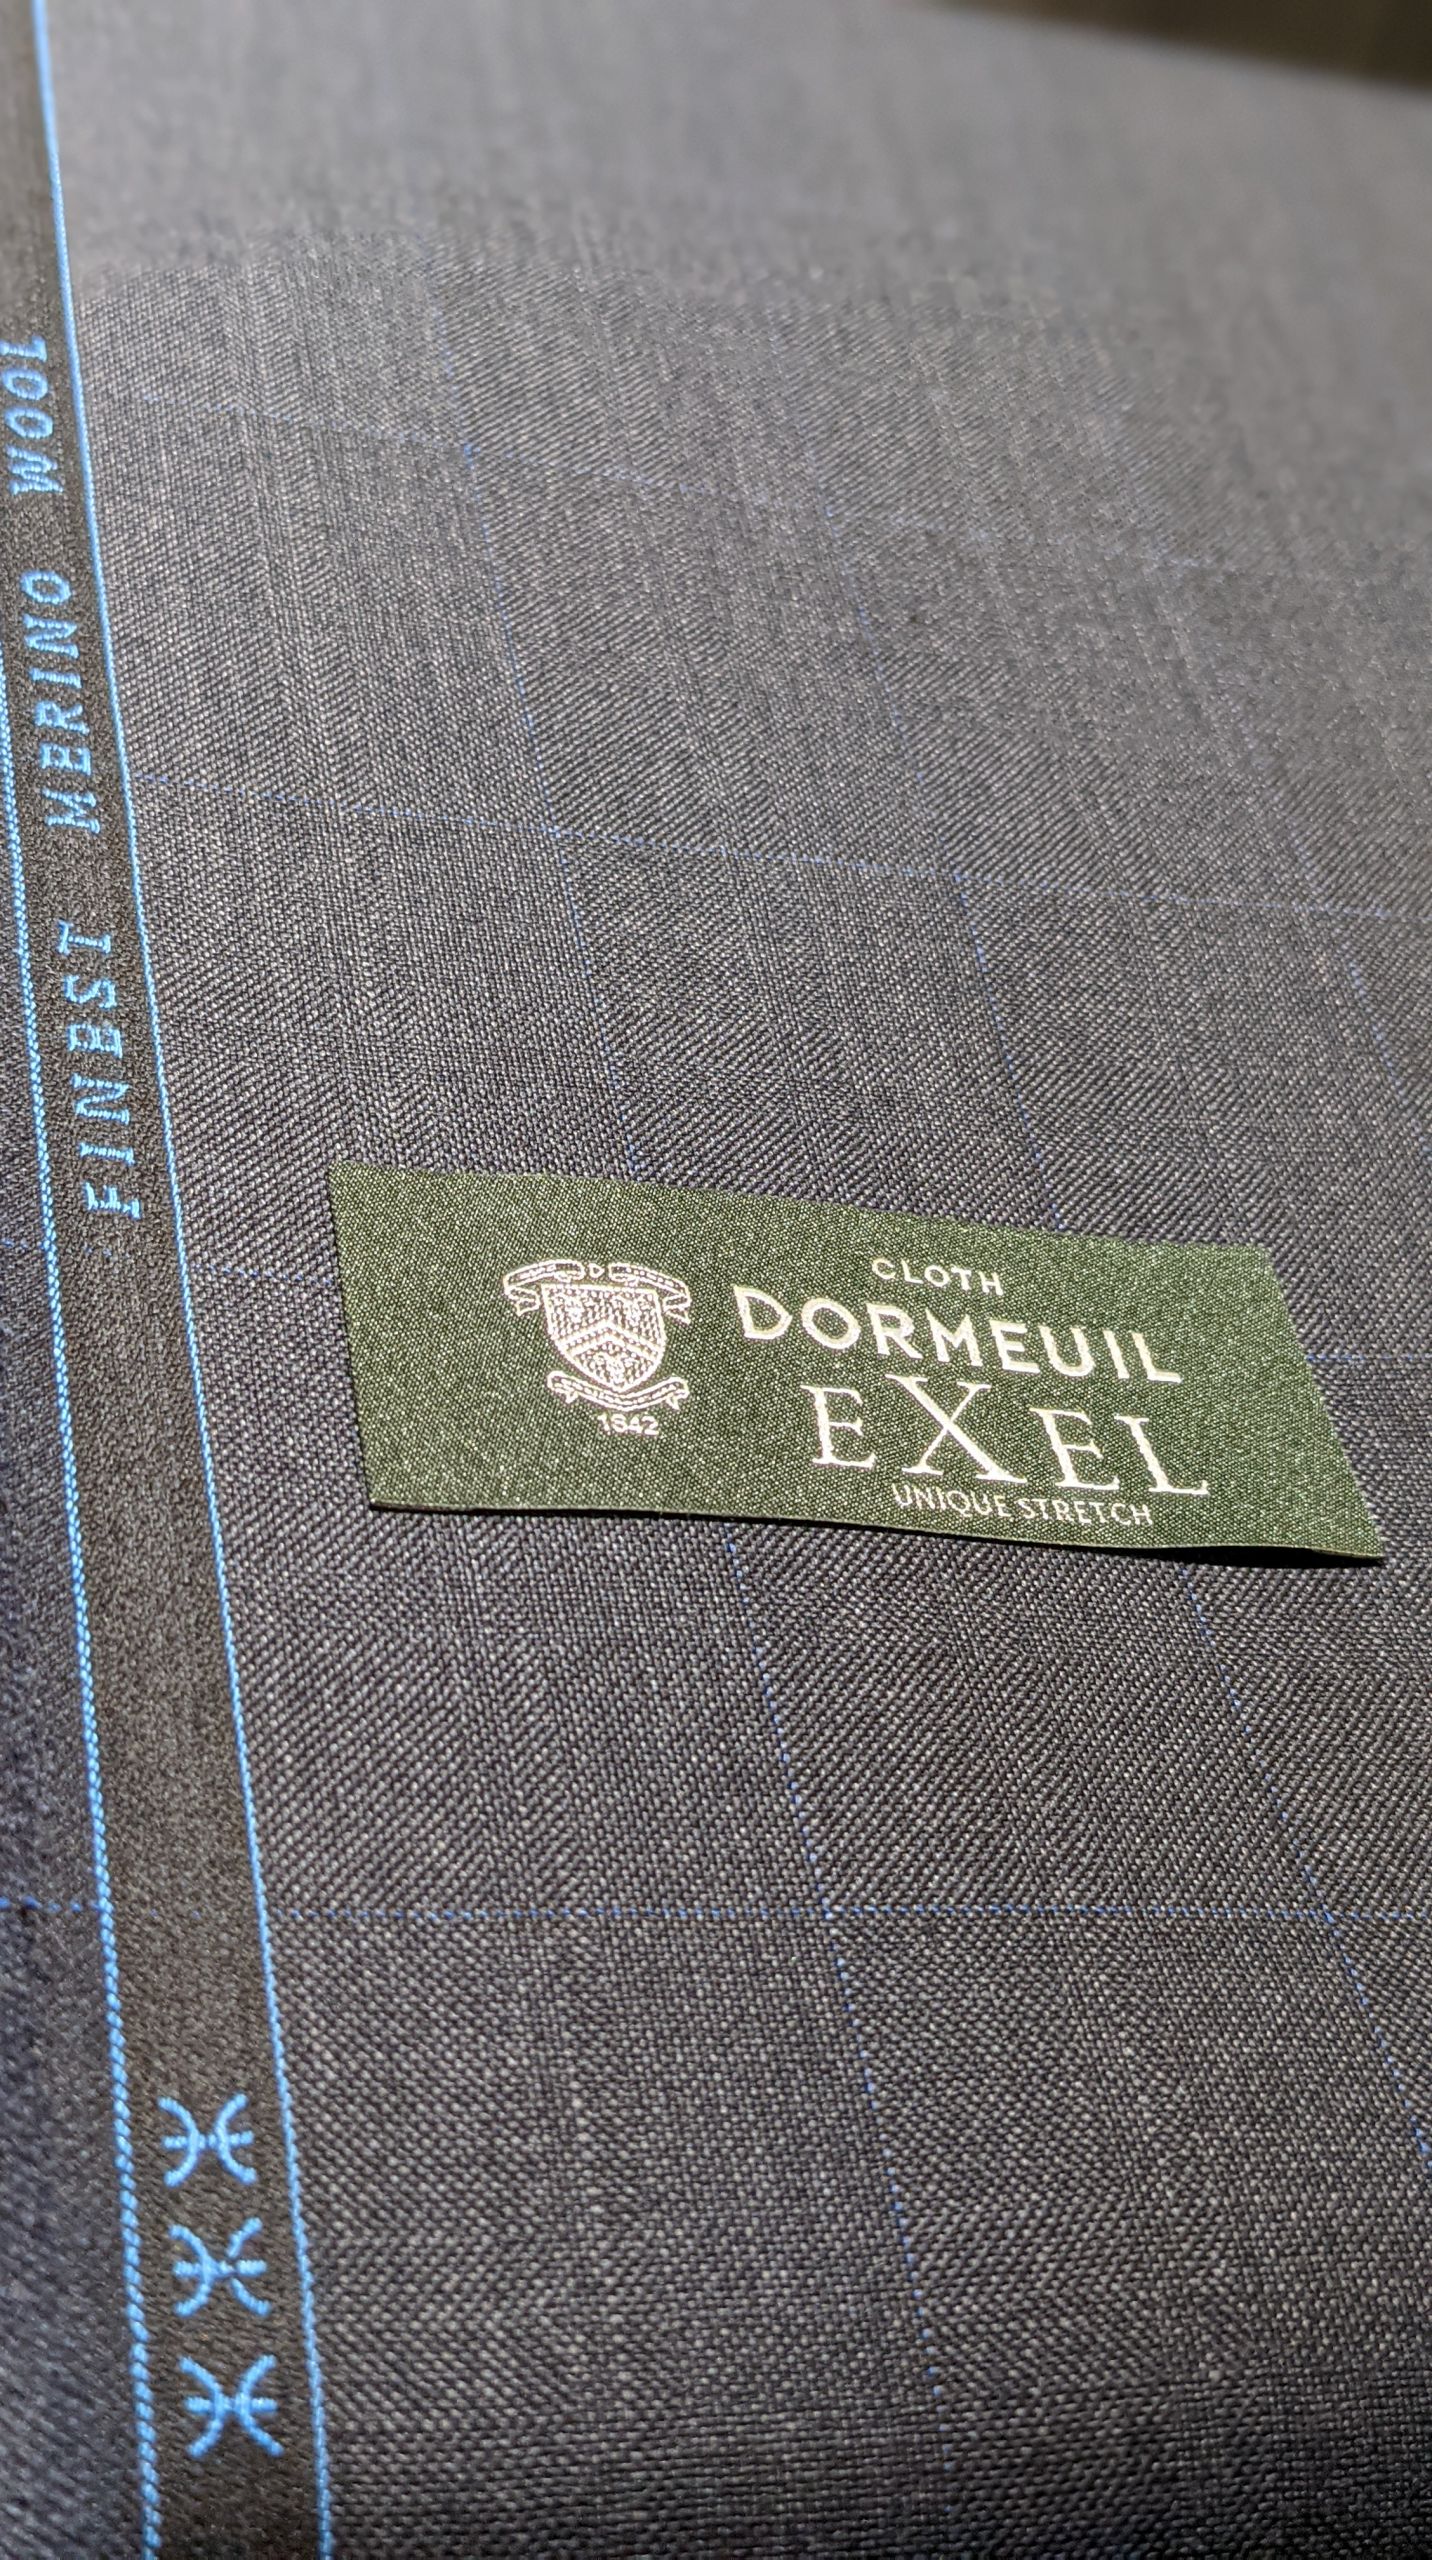 FINEST MERINO WOOL
D
1842
CLOTH
DORMEUIL
EXEL
UNIQUE STRETCH